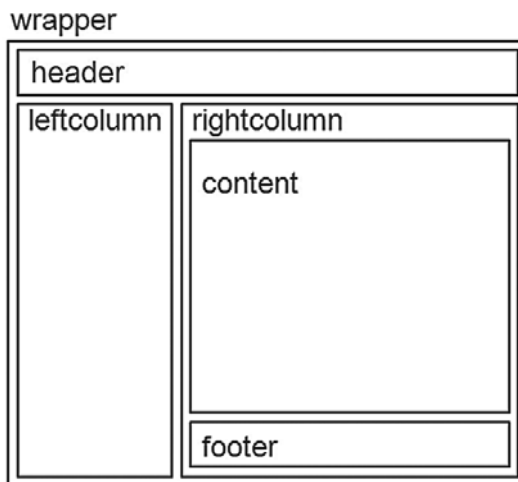 wrapper
header
leftcolumn rightcolumn
content
footer